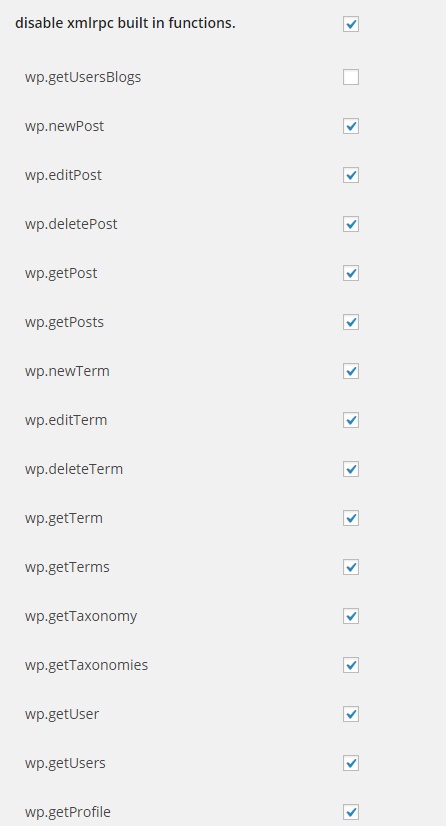 disable xmlrpc built in functions.
wp.getUsersBlogs
wp.newPost
wp.editPost
wp.deletePost
wp.getPost
wp.getPosts
wp.newTerm
wp.editTerm
wp.deleteTerm
wp.getTerm
wp.getTerms
wp.getTaxonomy
wp.getTaxonomies
wp.getUser
wp.getUsers
wp.getProfile